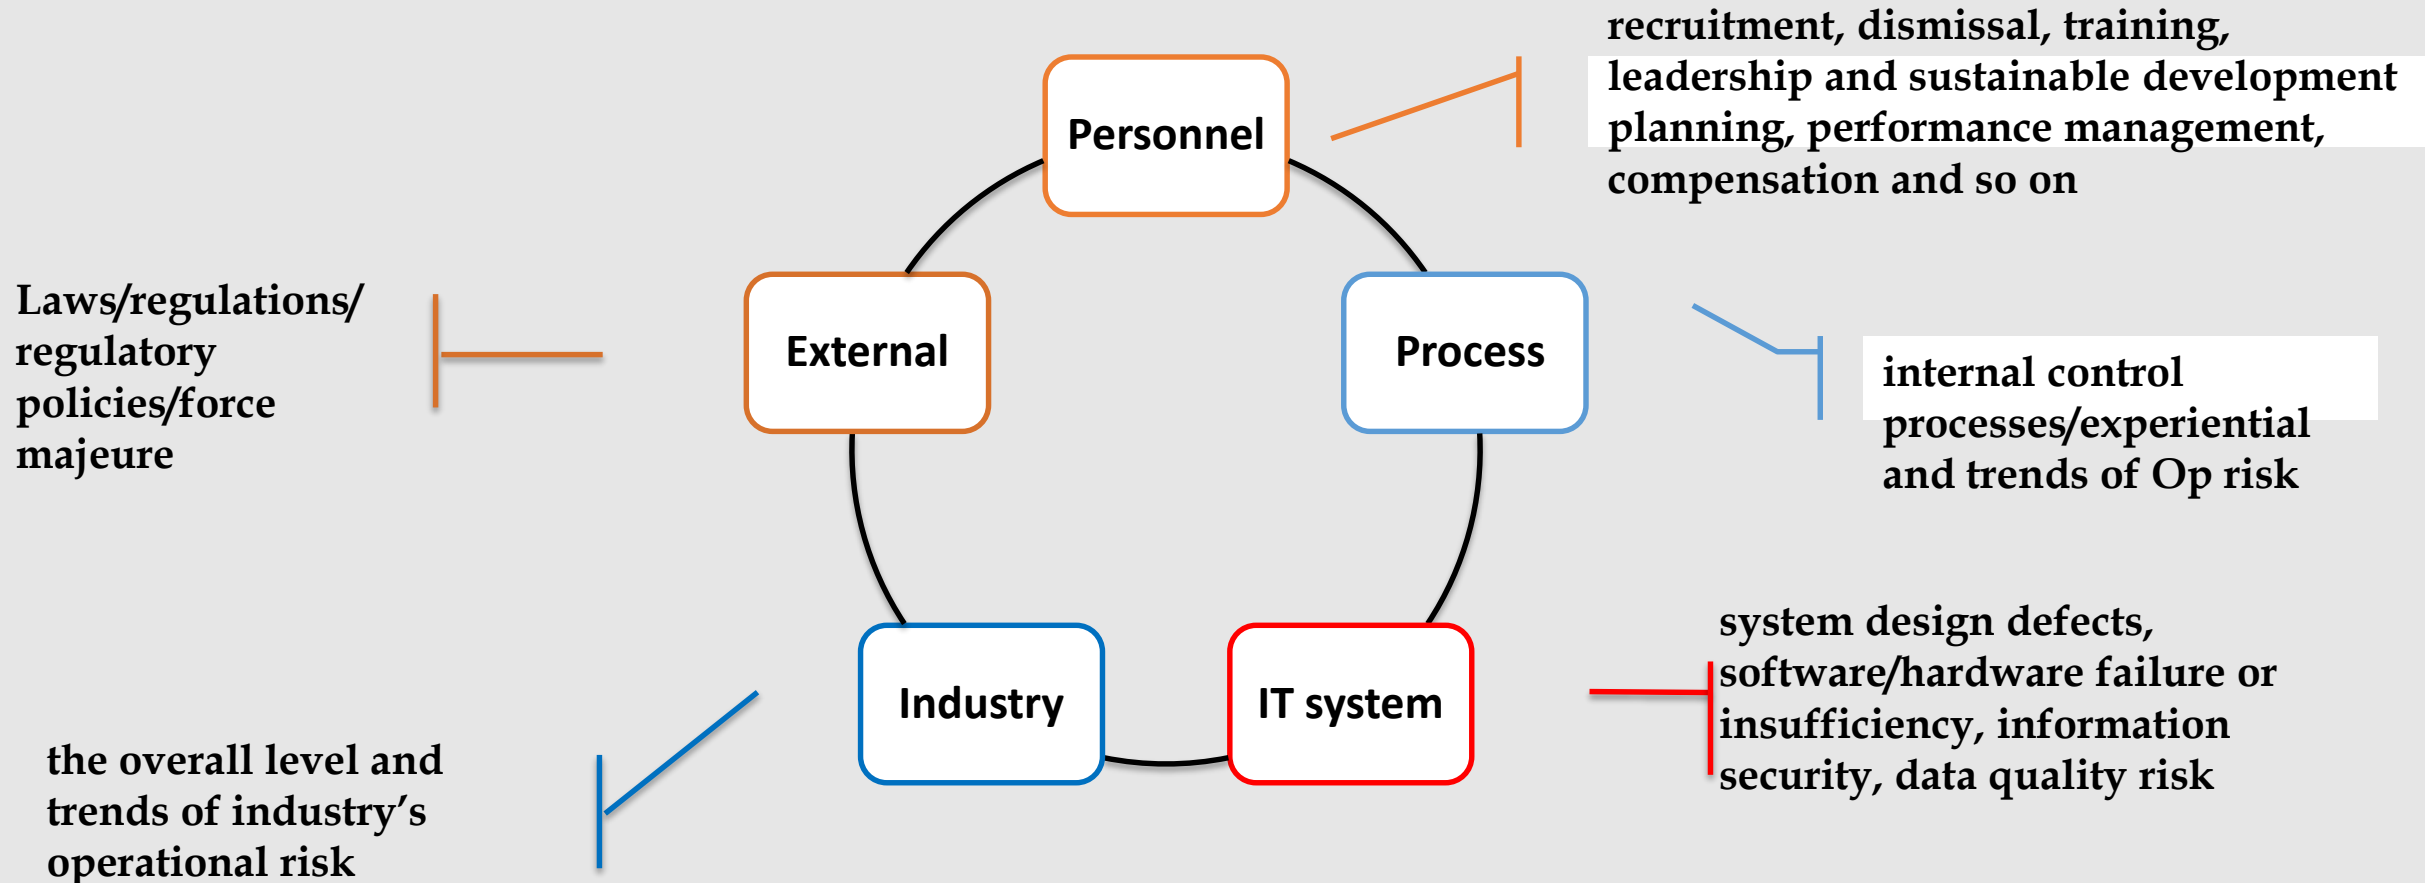 recruitment, dismissal, training,
leadership and sustainable development
planning, performance management,
compensation and so on
Personnel
Laws/regulations/
regulatory
policies/force
majeure
External
Process
internal control
processes/experiential
and trends of Op risk
Industry
IT system
system design defects,
software/hardware failure or
insufficiency, information
security, data quality risk
the overall level and
trends of industry’s
operational risk